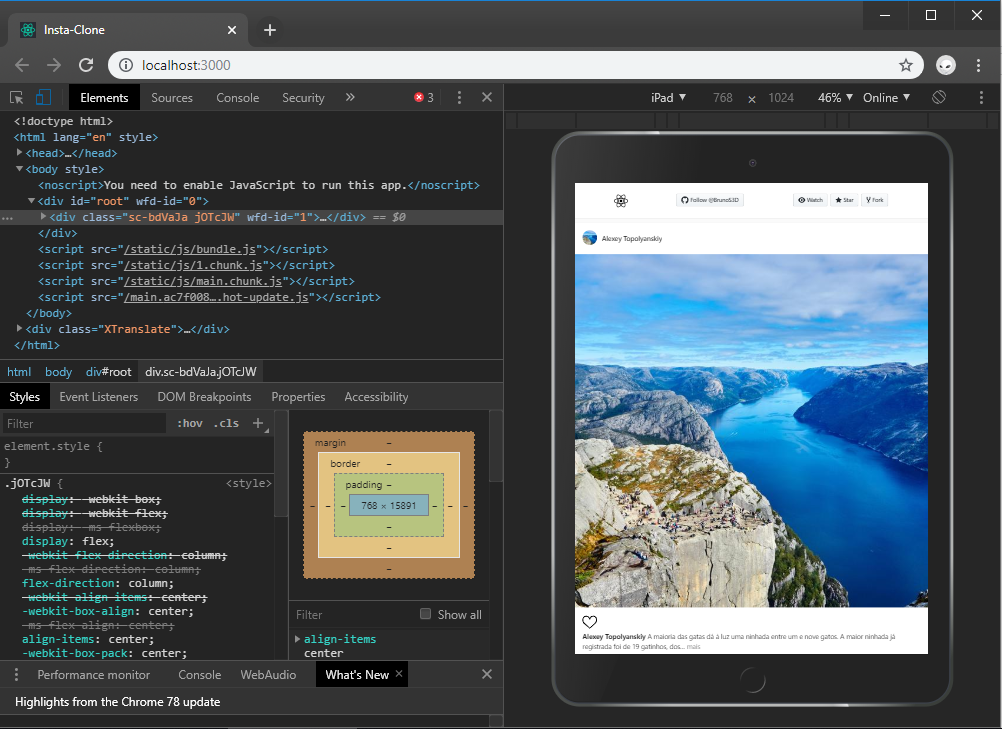 Insta-Clone
localhost:3000
Elements Sources Console Security » 3
iPad 768 × 1024 46% Online
<!doctype html>
<html lang="en" style>
<head>…</head>
<body style>
<noscript>You need to enable JavaScript to run this app.</noscript>
<div id="root" wfd-id="0">
<div class="sc-bdVaJa jOTcJW" wfd-id="1">…</div> == $0
</div>
<script src="/static/js/bundle.js"></script>
<script src="/static/js/1.chunk.js"></script>
<script src="/static/js/main.chunk.js"></script>
<script src="/main.ac7f008….hot-update.js"></script>
</body>
<div class="XTranslate">…</div>
</html>
html body div#root div.sc-bdVaJa.jOTcJW
Styles Event Listeners DOM Breakpoints Properties Accessibility
Filter :hov .cls +
element.style {
}
.jOTcJW { <style>
display: -webkit-box;
display: -webkit-flex;
display: -ms-flexbox;
display: flex;
-webkit-flex-direction: column;
-ms-flex-direction: column;
flex-direction: column;
-webkit-align-items: center;
-webkit-box-align: center;
-ms-flex-align: center;
align-items: center;
-webkit-box-pack: center;
margin –
border –
padding –
– – – 768 × 15891 – – –
–
–
–
Filter Show all
align-items
center
Performance monitor Console WebAudio What's New
Highlights from the Chrome 78 update
Follow @BrunoS3D Watch Star Fork
Alexey Topolyanskiy
Alexey Topolyanskiy A maioria das gatas dá à luz uma ninhada entre um e nove gatos. A maior ninhada já
registrada foi de 19 gatinhos, dos... mais